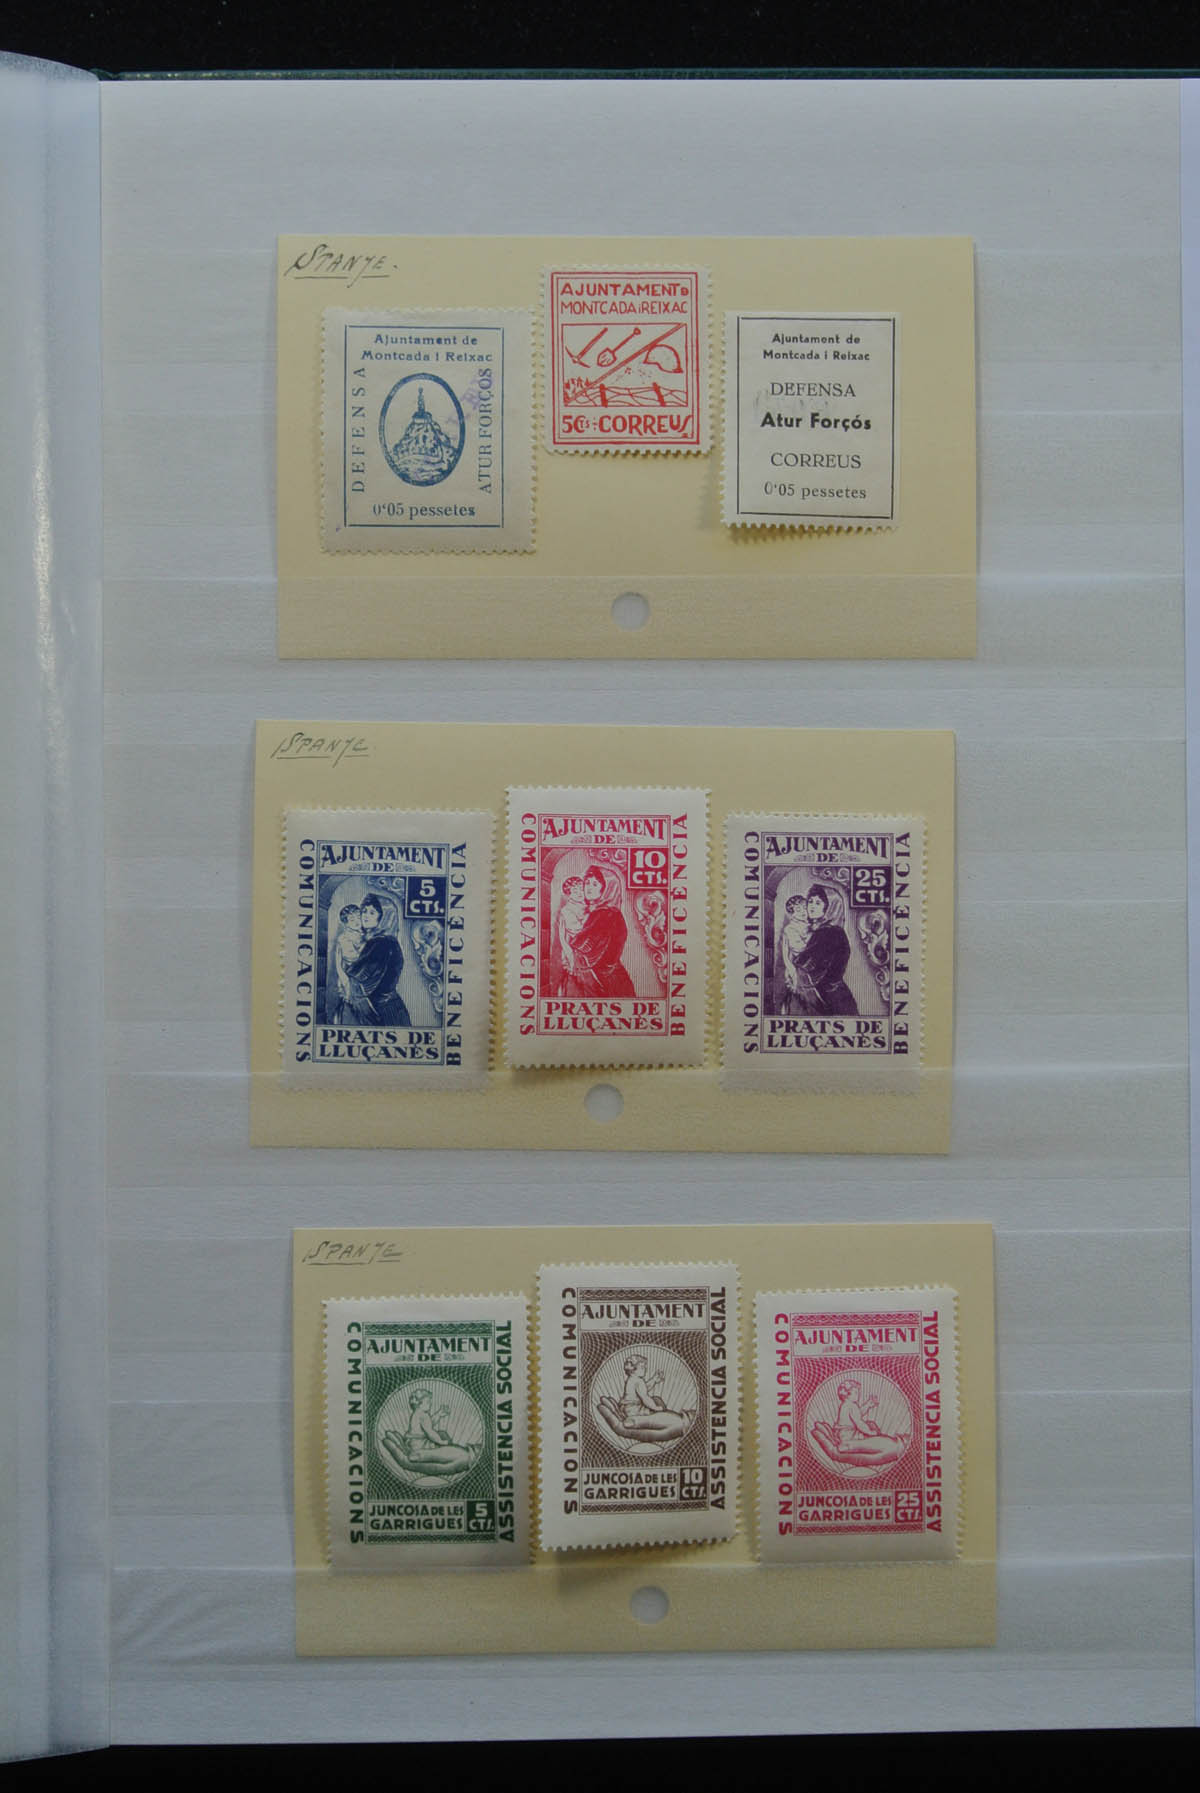 Spanje.
Ajuntament de
Montcada i Reixac
DEFENSA
ATUR FORÇOS
0'05 pessetes
AJUNTAMENT D
MONTCADA i REIXAC
5 Cts: CORREUS
Ajuntament de
Montcada i Reixac
DEFENSA
Atur Forçós
CORREUS
0'05 pessetes
Spanje
COMUNICACIONS
AJUNTAMENT
DE
5
CTS.
PRATS DE
LLUÇANÈS
BENEFICÈNCIA
COMUNICACIONS
AJUNTAMENT
DE
10
CTS.
PRATS DE
LLUÇANÈS
BENEFICÈNCIA
COMUNICACIONS
AJUNTAMENT
DE
25
CTS.
PRATS DE
LLUÇANÈS
BENEFICÈNCIA
Spanje
COMUNICACIONS
AJUNTAMENT
DE
JUNCOSA DE LES
GARRIGUES
5
CTS.
ASSISTENCIA SOCIAL
COMUNICACIONS
AJUNTAMENT
DE
JUNCOSA DE LES
GARRIGUES
10
CTS.
ASSISTENCIA SOCIAL
COMUNICACIONS
AJUNTAMENT
DE
JUNCOSA DE LES
GARRIGUES
25
CTS.
ASSISTENCIA SOCIAL